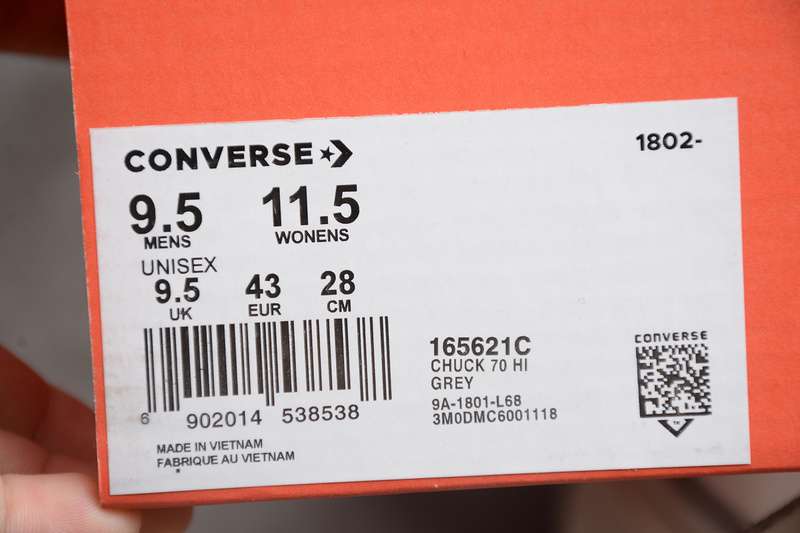 CONVERSE
1802-
9.5 11.5
MENS WONENS
UNISEX
9.5 43 28
UK EUR CM
6 902014 538538
165621C
CHUCK 70 HI
GREY
9A-1801-L68
3M0DMC6001118
CONVERSE
MADE IN VIETNAM
FABRIQUE AU VIETNAM